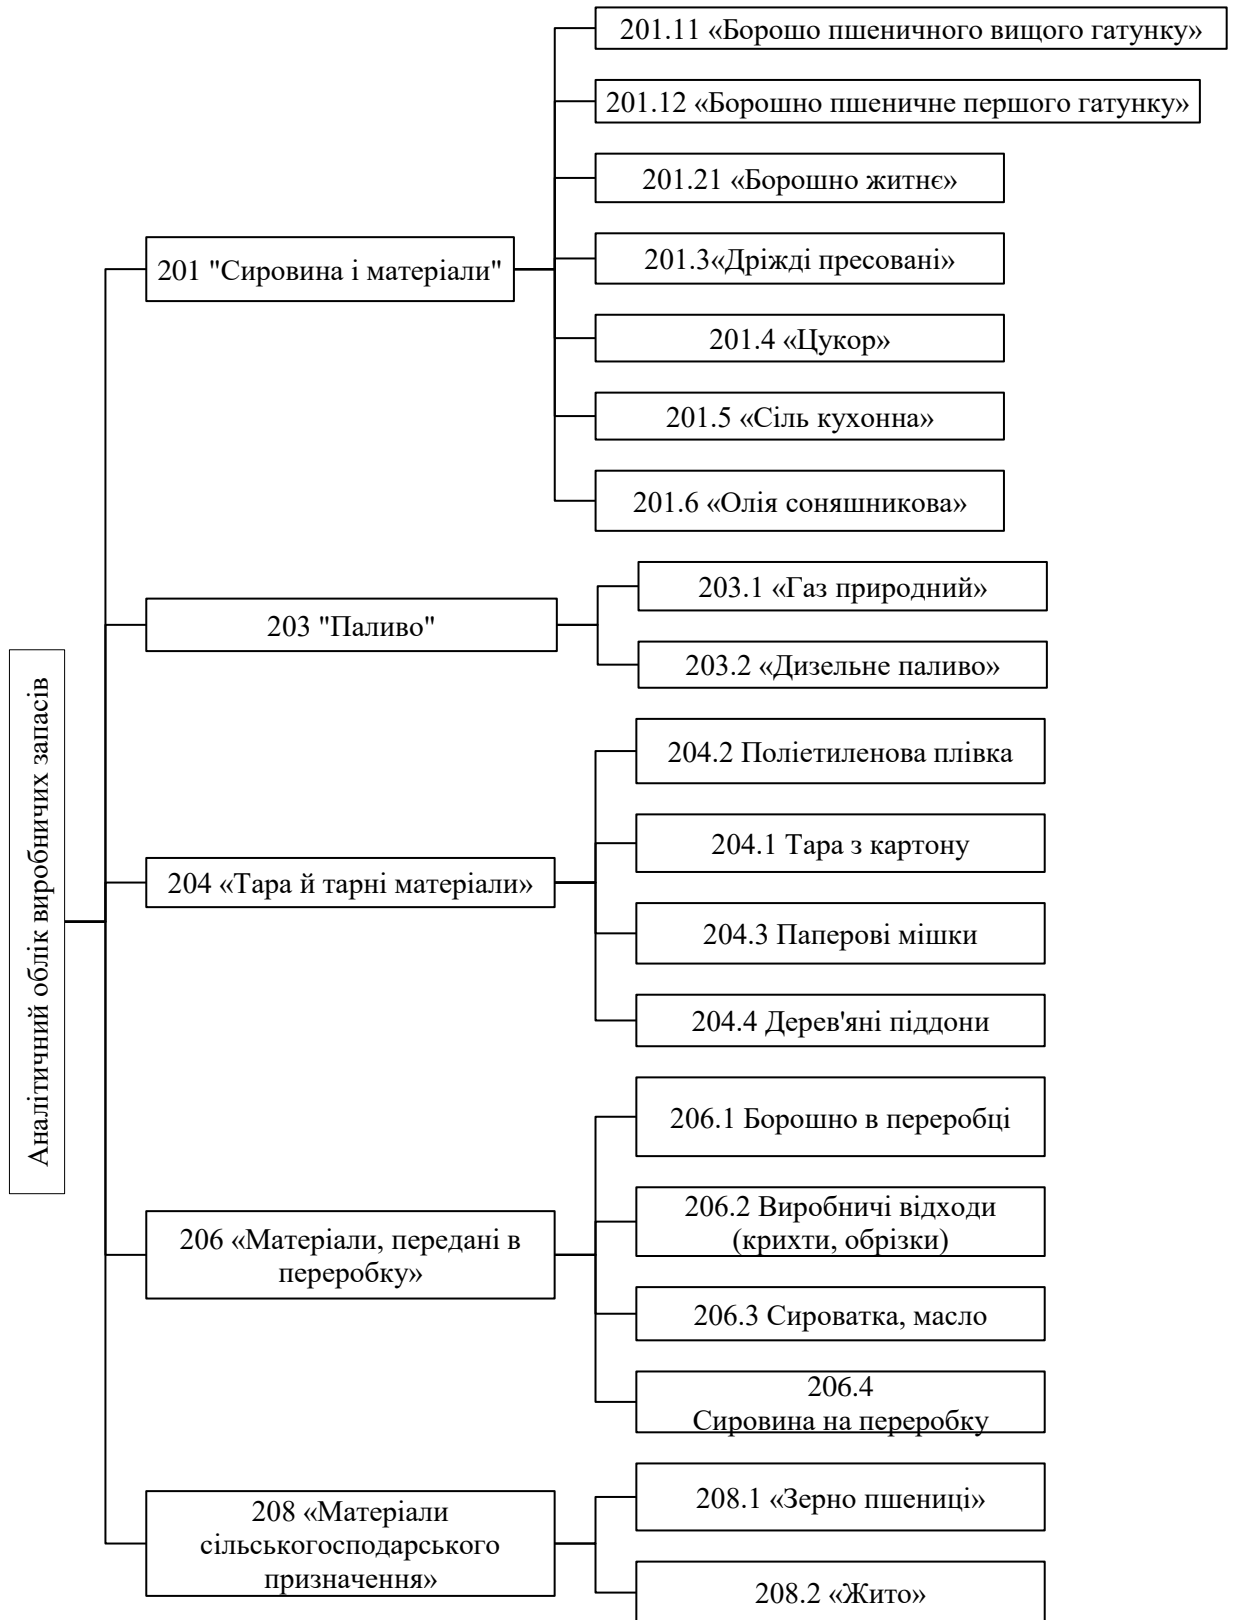 Аналітичний облік виробничих запасів
201 "Сировина і матеріали"
201.11 «Борошо пшеничного вищого гатунку»
201.12 «Борошно пшеничне першого гатунку»
201.21 «Борошно житнє»
201.3«Дріжді пресовані»
201.4 «Цукор»
201.5 «Сіль кухонна»
201.6 «Олія соняшникова»
203 "Паливо"
203.1 «Газ природний»
203.2 «Дизельне паливо»
204 «Тара й тарні матеріали»
204.2 Поліетиленова плівка
204.1 Тара з картону
204.3 Паперові мішки
204.4 Дерев'яні піддони
206 «Матеріали, передані в
переробку»
206.1 Борошно в переробці
206.2 Виробничі відходи
(крихти, обрізки)
206.3 Сироватка, масло
206.4
Сировина на переробку
208 «Матеріали
сільськогосподарського
призначення»
208.1 «Зерно пшениці»
208.2 «Жито»